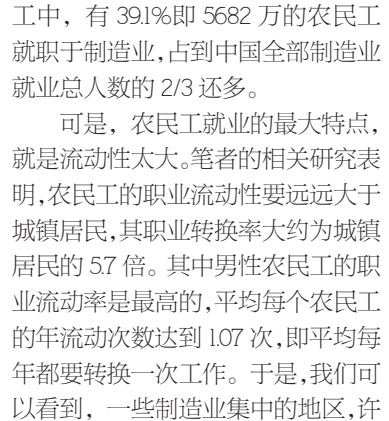 工中，有 39.1%即 5682 万的农民工
就职于制造业，占到中国全部制造业
就业总人数的 2/3 还多。
可是，农民工就业的最大特点，
就是流动性太大。笔者的相关研究表
明，农民工的职业流动性要远远大于
城镇居民，其职业转换率大约为城镇
居民的 5.7 倍。其中男性农民工的职
业流动率是最高的，平均每个农民工
的年流动次数达到 1.07 次，即平均每
年都要转换一次工作。于是，我们可
以看到，一些制造业集中的地区，许